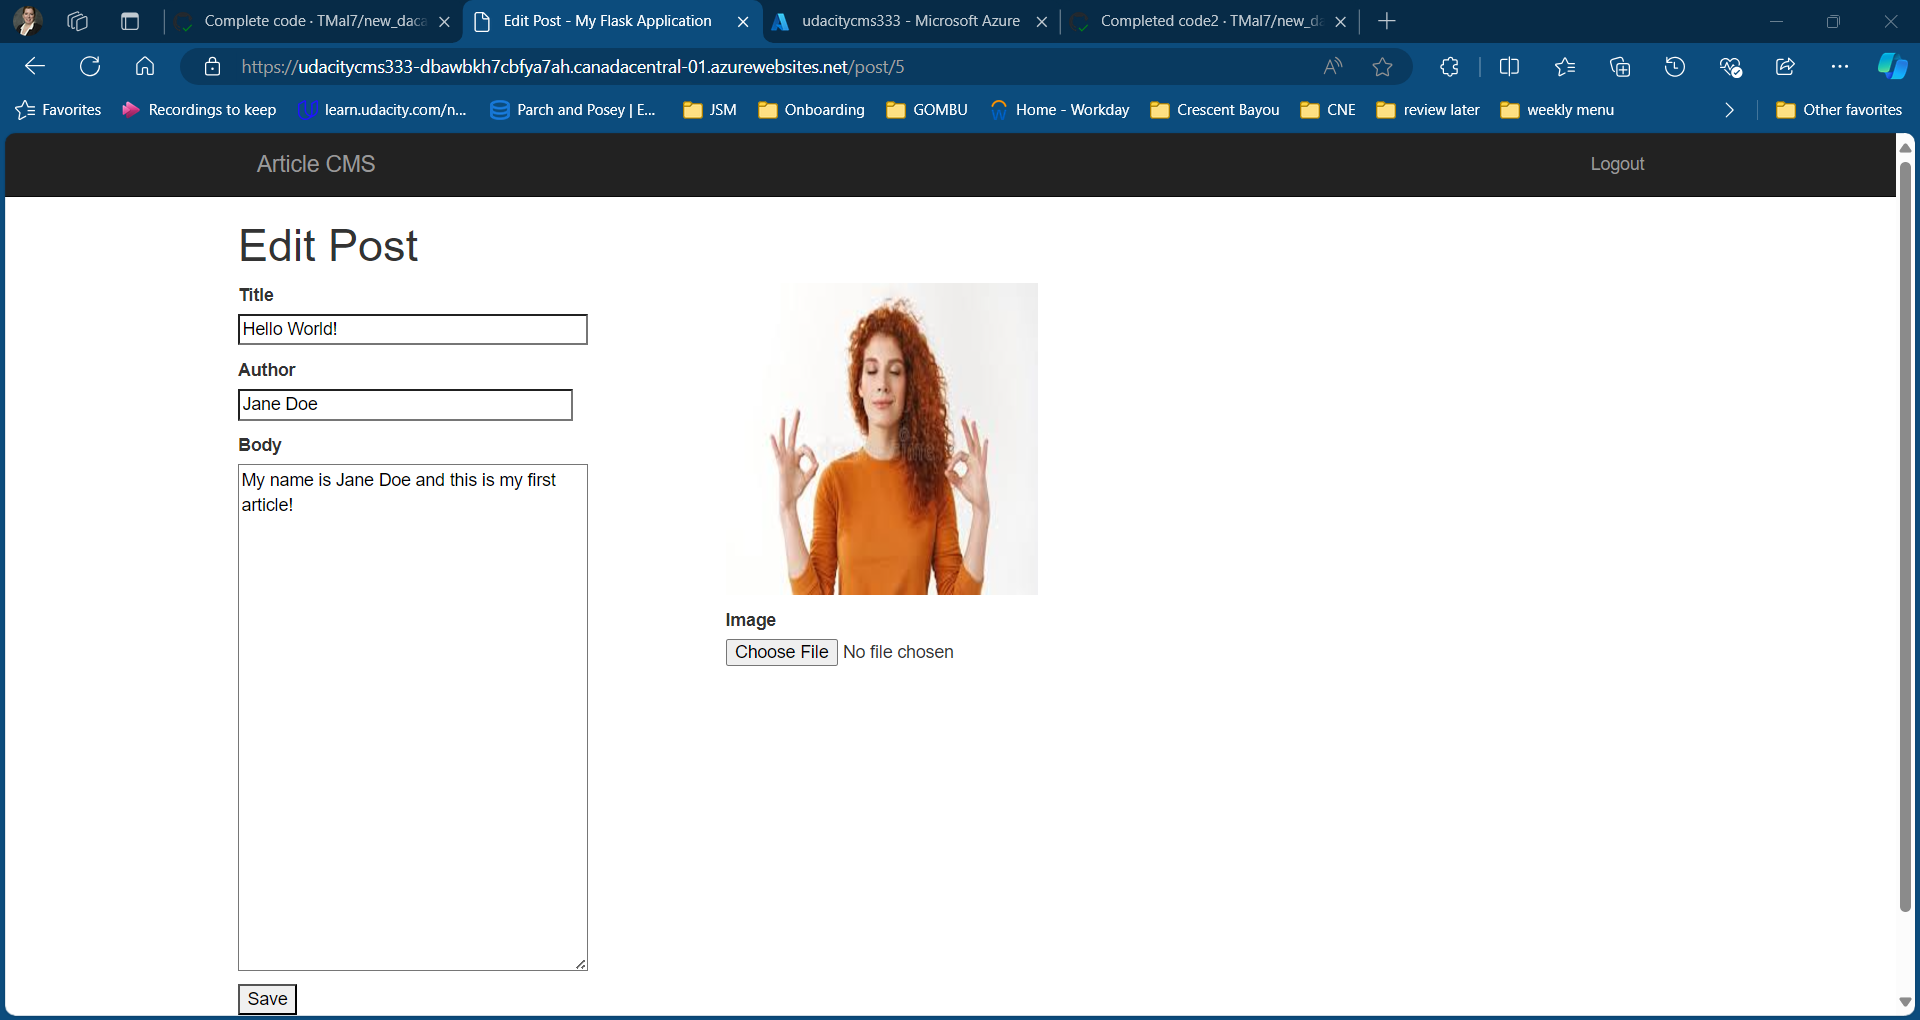 Complete code · TMal7/new_daca
Edit Post - My Flask Application
udacitycms333 - Microsoft Azure
Completed code2 · TMal7/new_da
https://udacitycms333-dbawbkh7cbfya7ah.canadacentral-01.azurewebsites.net/post/5
Favorites
Recordings to keep
learn.udacity.com/n...
Parch and Posey | E...
JSM
Onboarding
GOMBU
Home - Workday
Crescent Bayou
CNE
review later
weekly menu
Other favorites
Article CMS
Logout
Edit Post
Title
Hello World!
Author
Jane Doe
Body
My name is Jane Doe and this is my first
article!
Image
Choose File No file chosen
Save